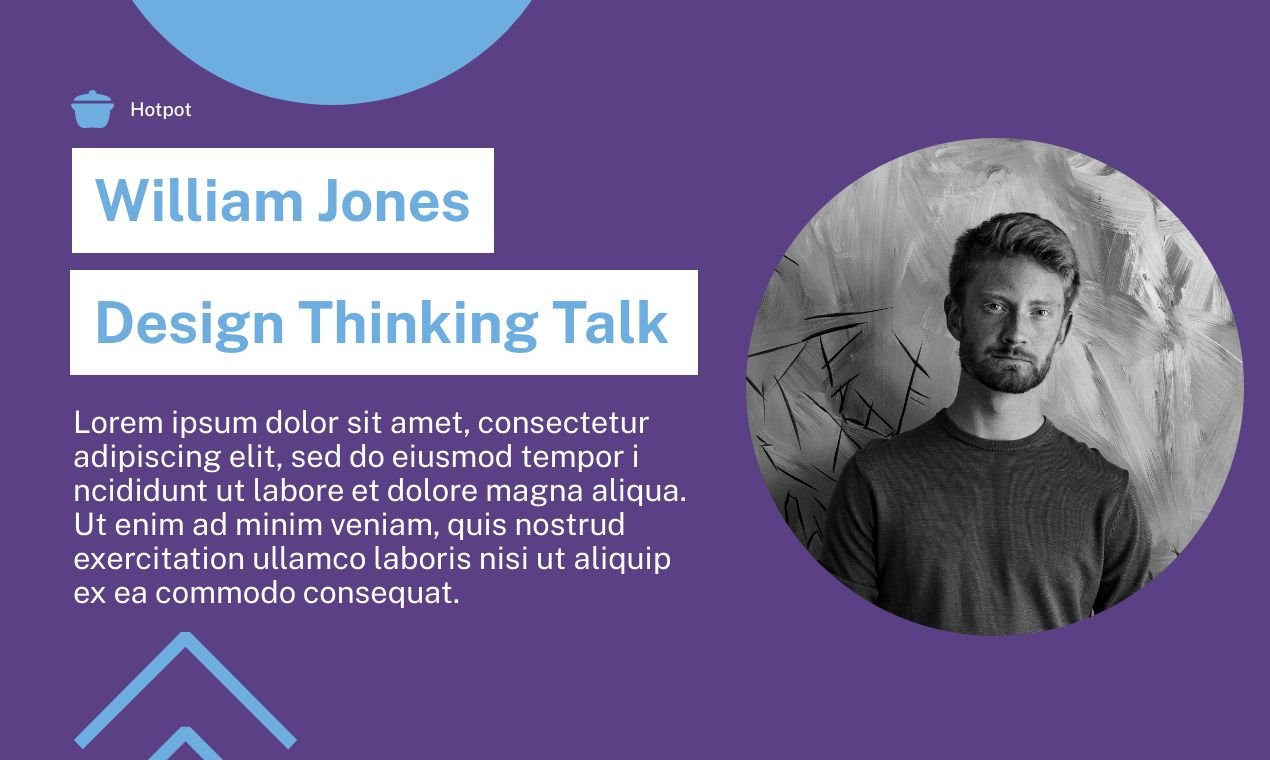 Hotpot
William Jones
Design Thinking Talk
Lorem ipsum dolor sit amet, consectetur
adipiscing elit, sed do eiusmod tempor i
ncididunt ut labore et dolore magna aliqua.
Ut enim ad minim veniam, quis nostrud
exercitation ullamco laboris nisi ut aliquip
ex ea commodo consequat.